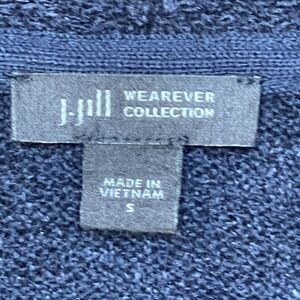 J.Jill WEAREVER
COLLECTION
MADE IN
VIETNAM
S